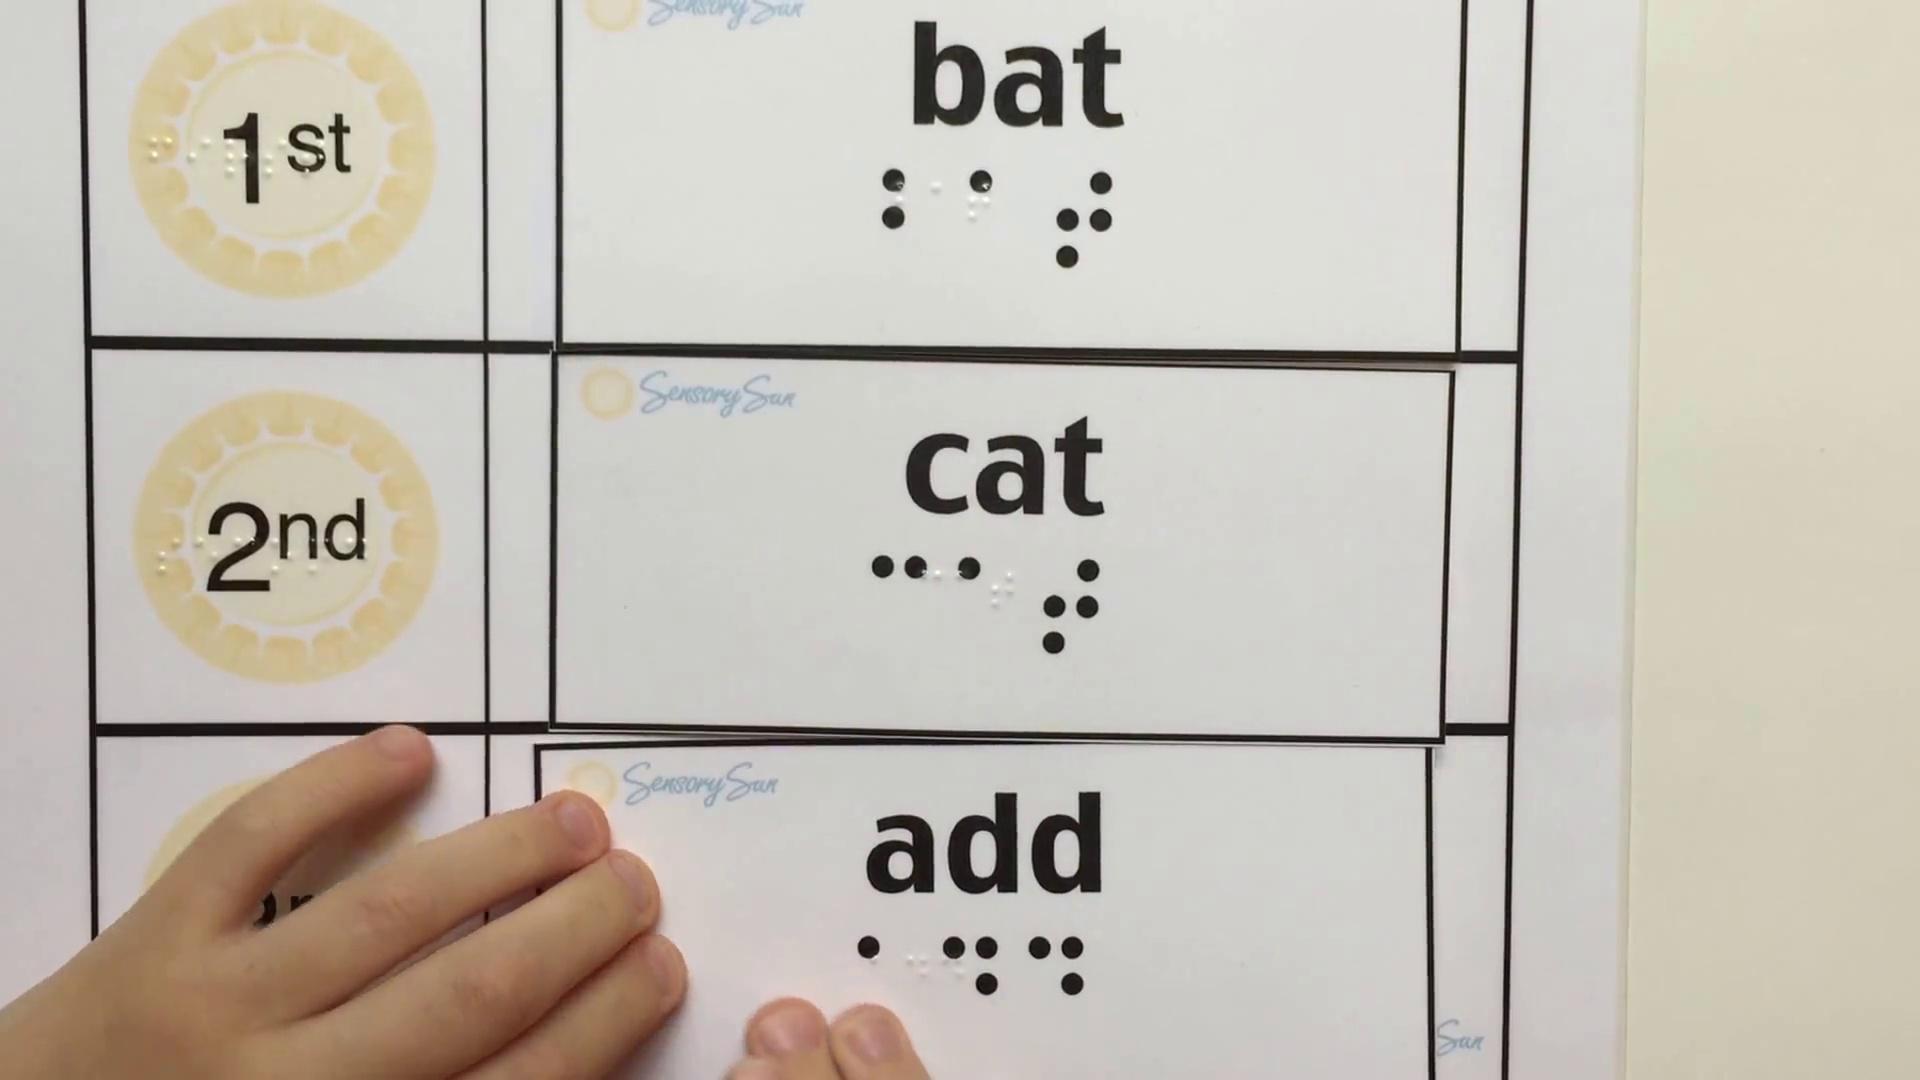 Sensory Sun
bat
1st
⠃⠁⠞
Sensory Sun
cat
2nd
⠉⠁⠞
Sensory Sun
add
⠁⠙⠙
Sun